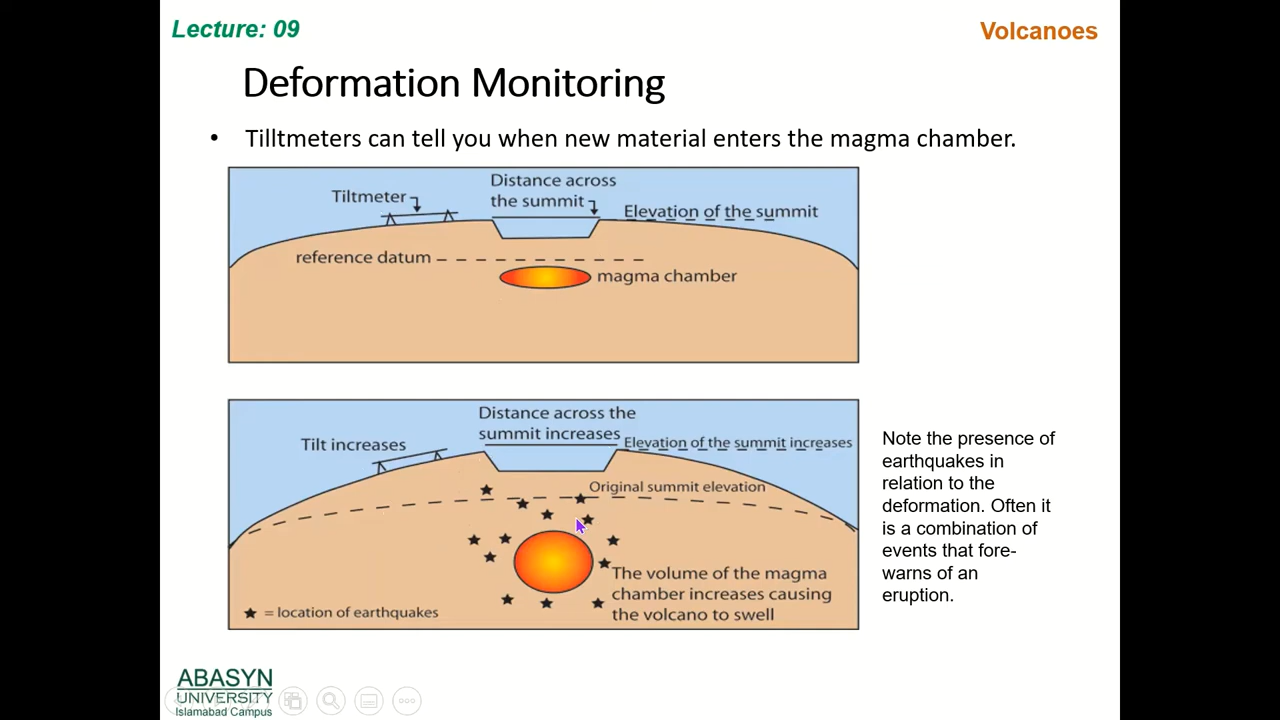 Lecture: 09
Volcanoes
Deformation Monitoring
• Tilltmeters can tell you when new material enters the magma chamber.
Tiltmeter
Distance across
the summit
Elevation of the summit
reference datum
magma chamber
Distance across the
summit increases
Tilt increases
Elevation of the summit increases
Original summit elevation
The volume of the magma
chamber increases causing
the volcano to swell
= location of earthquakes
Note the presence of
earthquakes in
relation to the
deformation. Often it
is a combination of
events that fore-
warns of an
eruption.
ABASYN
UNIVERSITY
Islamabad Campus